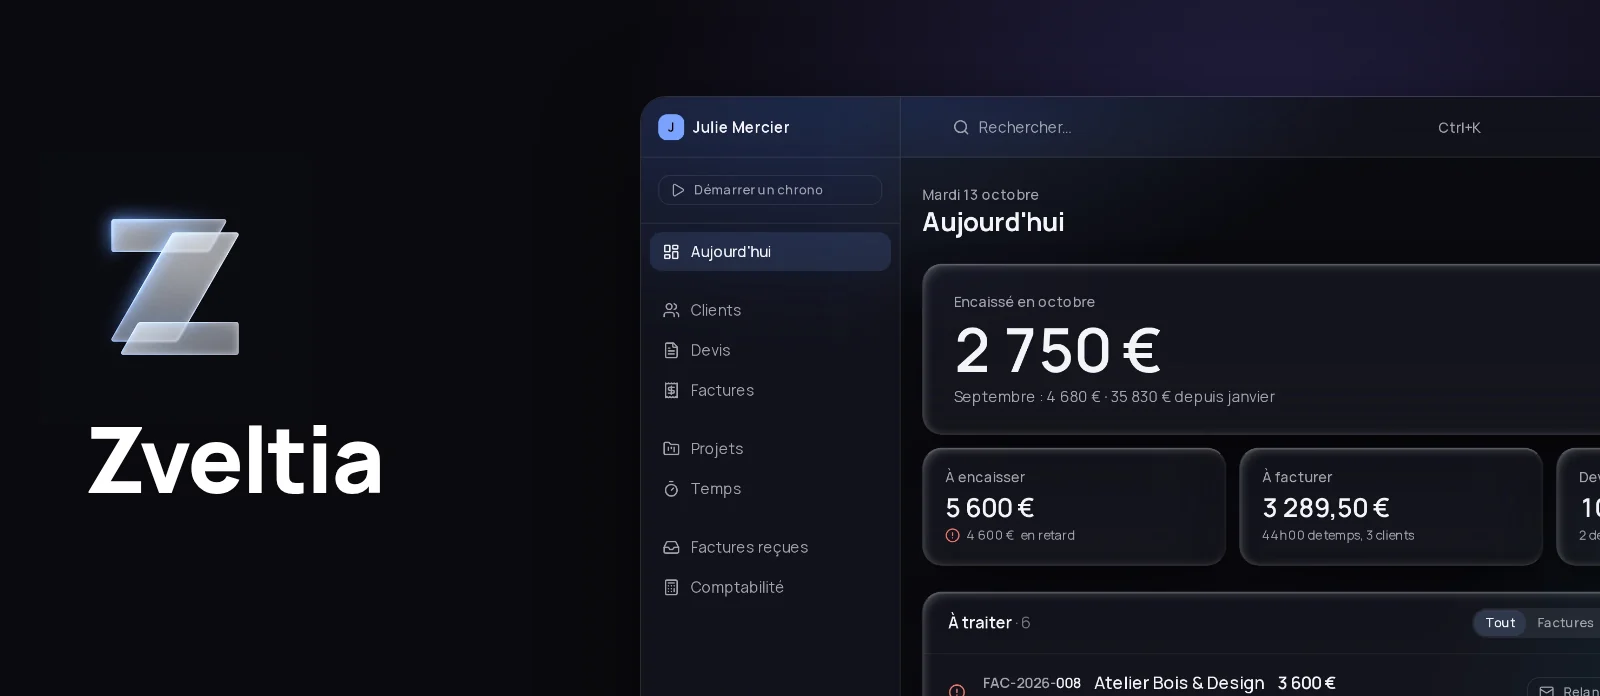 Zveltia
J Julie Mercier
Démarrer un chrono
Aujourd'hui
Clients
Devis
Factures
Projets
Temps
Factures reçues
Comptabilité
Rechercher... Ctrl+K
Mardi 13 octobre
Aujourd'hui
Encaissé en octobre
2 750 €
Septembre : 4 680 € · 35 830 € depuis janvier
À encaisser
5 600 €
4 600 € en retard
À facturer
3 289,50 €
44h00 de temps, 3 clients
À traiter · 6
Tout Factures
FAC-2026-008 Atelier Bois & Design 3 600 €